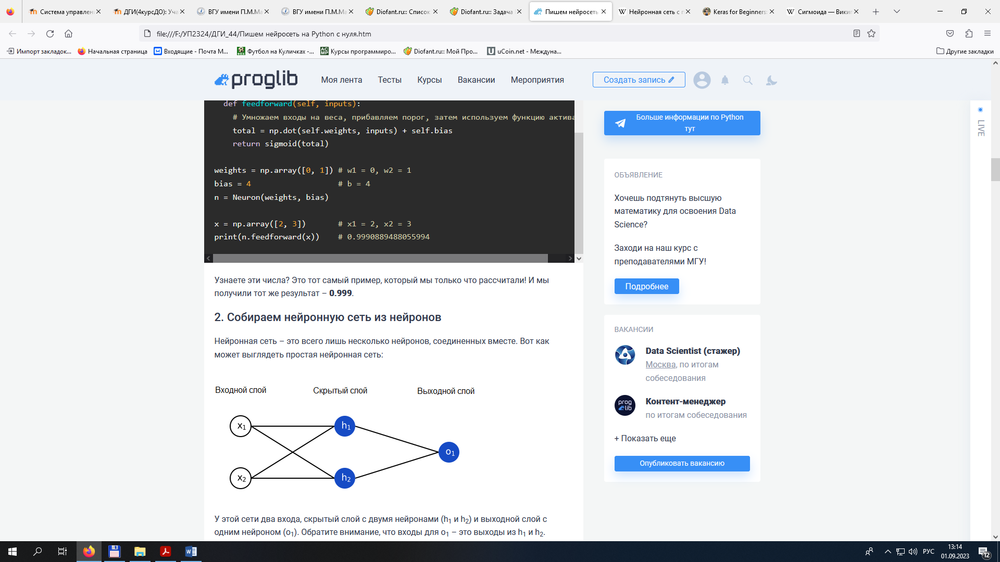 Система управлен
ДГИ(4курсДО): Уча
ВГУ имени П.М.Ма
ВГУ имени П.М.Ма
Diofant.ru:: Список
Diofant.ru:: Задача
Пишем нейросеть
Нейронная сеть с п
Keras for Beginners:
Сигмоида — Викип
file:///F:/УП2324/ДГИ_44/Пишем нейросеть на Python с нуля.htm
Импорт закладок...
Начальная страница
Входящие - Почта М...
Футбол на Куличках -...
Курсы программиро...
Diofant.ru:: Мой Про...
uCoin.net - Междуна...
Другие закладки
proglib
Моя лента
Тесты
Курсы
Вакансии
Мероприятия
Создать запись
def feedforward(self, inputs):
# Умножаем входы на веса, прибавляем порог, затем используем функцию актива
total = np.dot(self.weights, inputs) + self.bias
return sigmoid(total)
weights = np.array([0, 1]) # w1 = 0, w2 = 1
bias = 4 # b = 4
n = Neuron(weights, bias)
x = np.array([2, 3]) # x1 = 2, x2 = 3
print(n.feedforward(x)) # 0.9990889488055994
Узнаете эти числа? Это тот самый пример, который мы только что рассчитали! И мы
получили тот же результат – 0.999.
2. Собираем нейронную сеть из нейронов
Нейронная сеть – это всего лишь несколько нейронов, соединенных вместе. Вот как
может выглядеть простая нейронная сеть:
Входной слой
Скрытый слой
Выходной слой
x1
h1
o1
x2
h2
У этой сети два входа, скрытый слой с двумя нейронами (h1 и h2) и выходной слой с
одним нейроном (o1). Обратите внимание, что входы для o1 – это выходы из h1 и h2.
Больше информации по Python
тут
LIVE
ОБЪЯВЛЕНИЕ
Хочешь подтянуть высшую
математику для освоения Data
Science?
Заходи на наш курс с
преподавателями МГУ!
Подробнее
ВАКАНСИИ
Data Scientist (стажер)
Москва, по итогам
собеседования
prog
lib
Контент-менеджер
по итогам собеседования
+ Показать еще
Опубликовать вакансию
РУС
13:14
01.09.2023
12